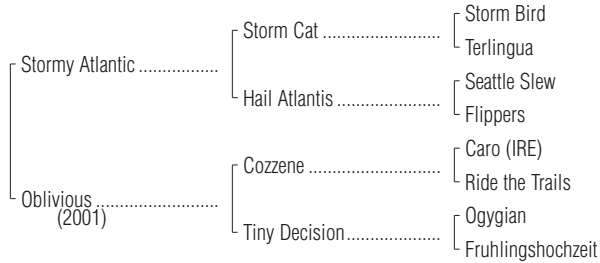 Storm Bird
Storm Cat ........................
Terlingua
Stormy Atlantic ................
Seattle Slew
Hail Atlantis .....................
Flippers
Caro (IRE)
Cozzene ...........................
Ride the Trails
Oblivious ........................
(2001)
Ogygian
Tiny Decision...................
Fruhlingshochzeit